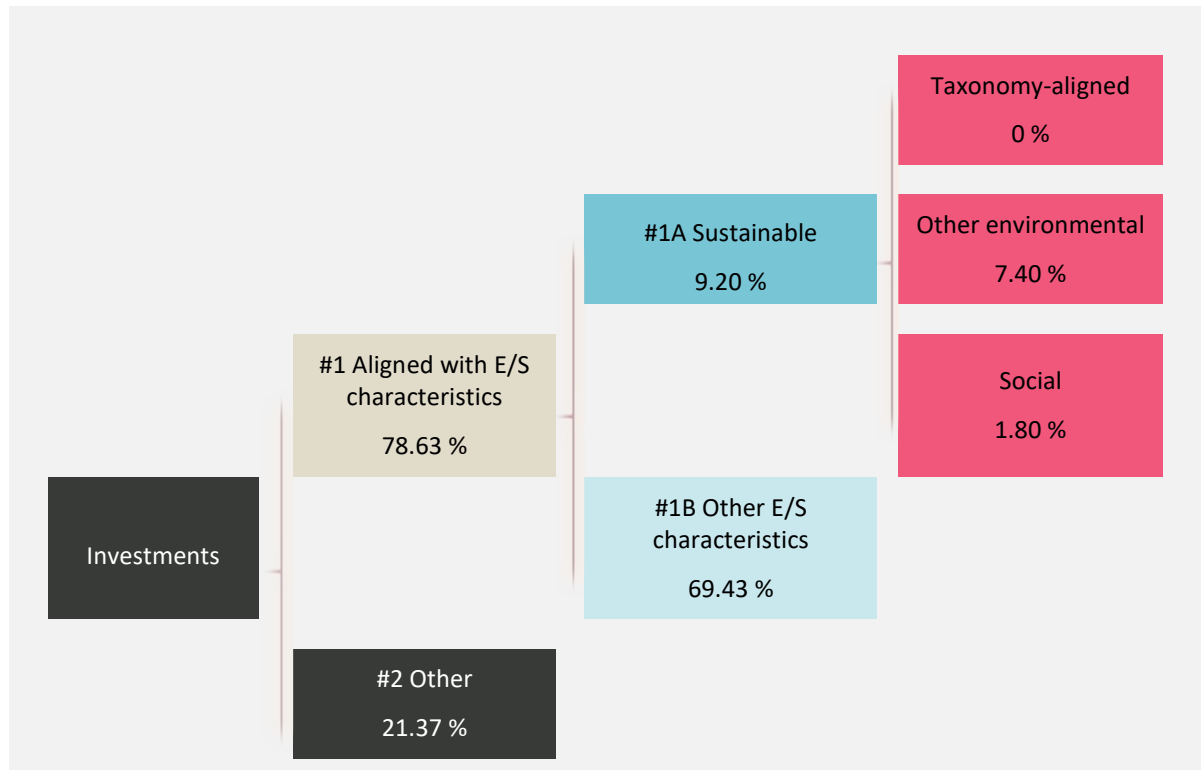 Investments
#1 Aligned with E/S
characteristics
78.63 %
#2 Other
21.37 %
#1A Sustainable
9.20 %
#1B Other E/S
characteristics
69.43 %
Taxonomy-aligned
0 %
Other environmental
7.40 %
Social
1.80 %